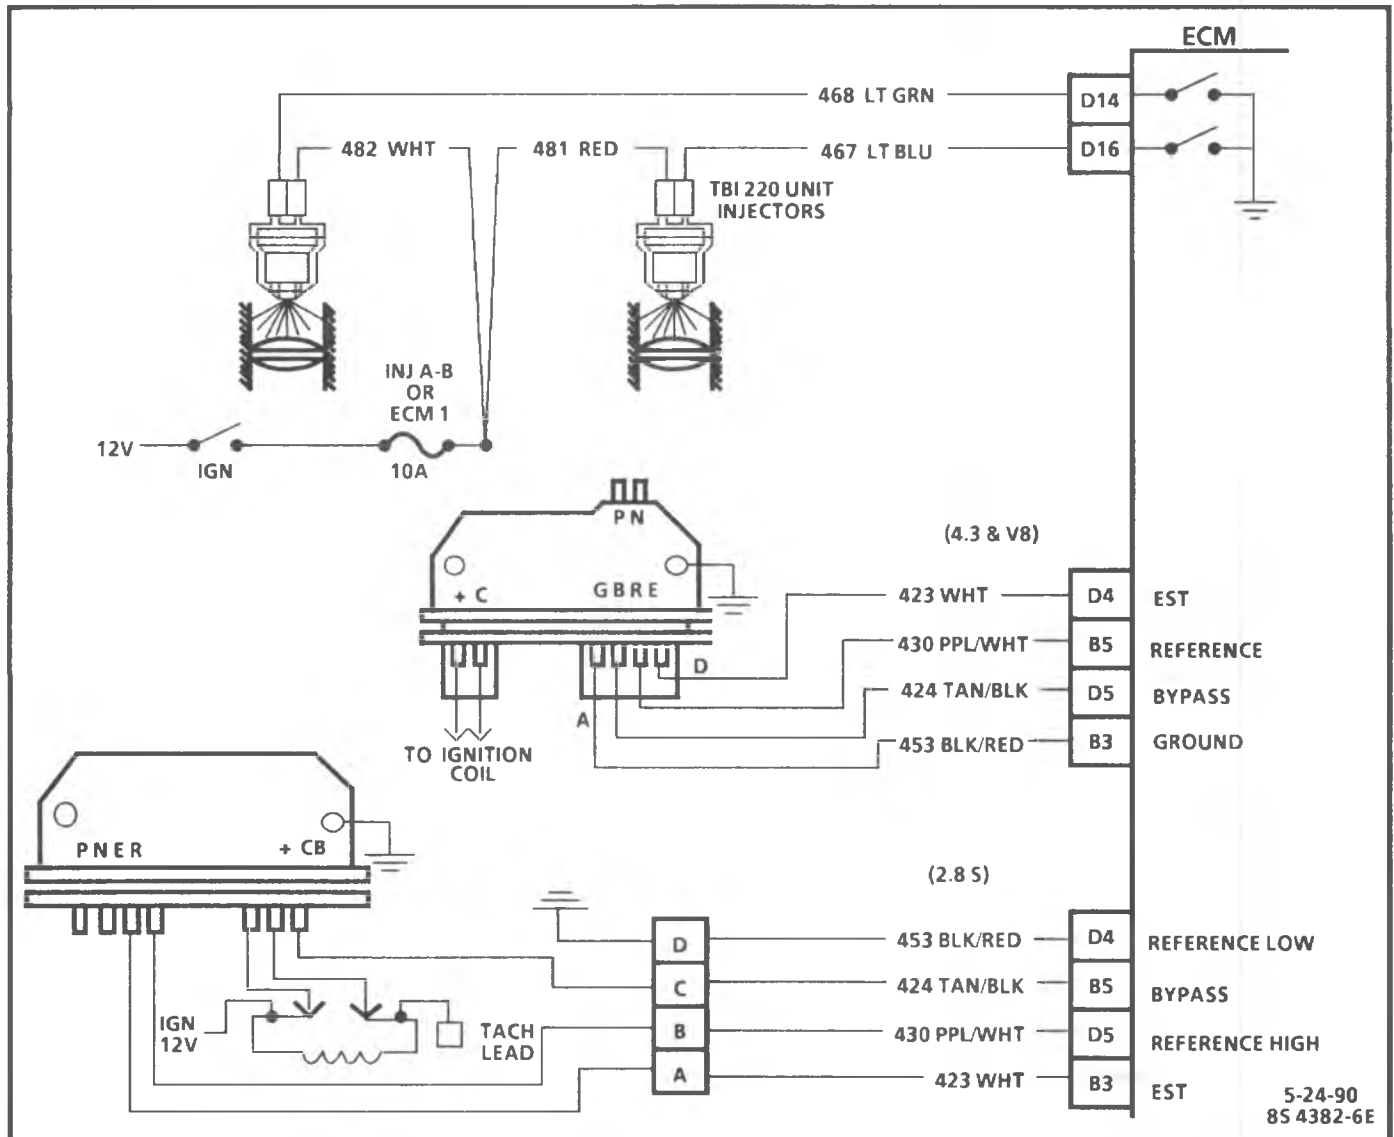 ECM
468 LT GRN
D14
482 WHT
481 RED
467 LT BLU
D16
TBI 220 UNIT
INJECTORS
INJ A-B
OR
ECM 1
12V
IGN
10A
P N
(4.3 & V8)
+ C
G B R E
423 WHT
D4
EST
430 PPL/WHT
B5
REFERENCE
D
424 TAN/BLK
D5
BYPASS
A
453 BLK/RED
B3
GROUND
TO IGNITION
COIL
P N E R
+ CB
(2.8 S)
D
453 BLK/RED
D4
REFERENCE LOW
C
424 TAN/BLK
B5
BYPASS
IGN
12V
TACH
LEAD
B
430 PPL/WHT
D5
REFERENCE HIGH
A
423 WHT
B3
EST
5-24-90
8S 4382-6E